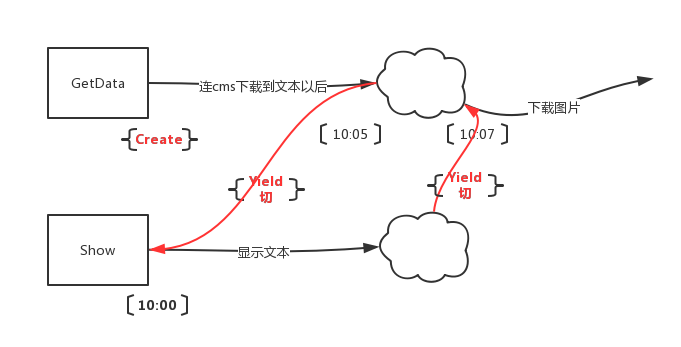 GetData
连cms下载到文本以后
下载图片
Create
10:05
10:07
Yield
切
Yield
切
Show
显示文本
10:00